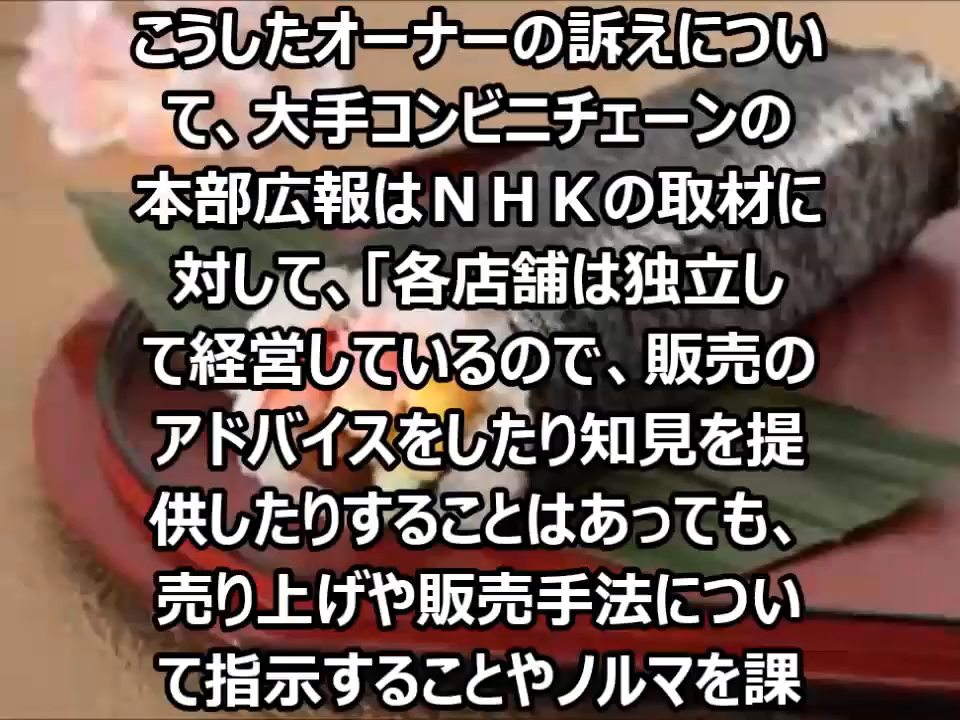 こうしたオーナーの訴えについ
て、大手コンビニチェーンの
本部広報はＮＨＫの取材に
対して、「各店舗は独立し
て経営しているので、販売の
アドバイスをしたり知見を提
供したりすることはあっても、
売り上げや販売手法につい
て指示することやノルマを課